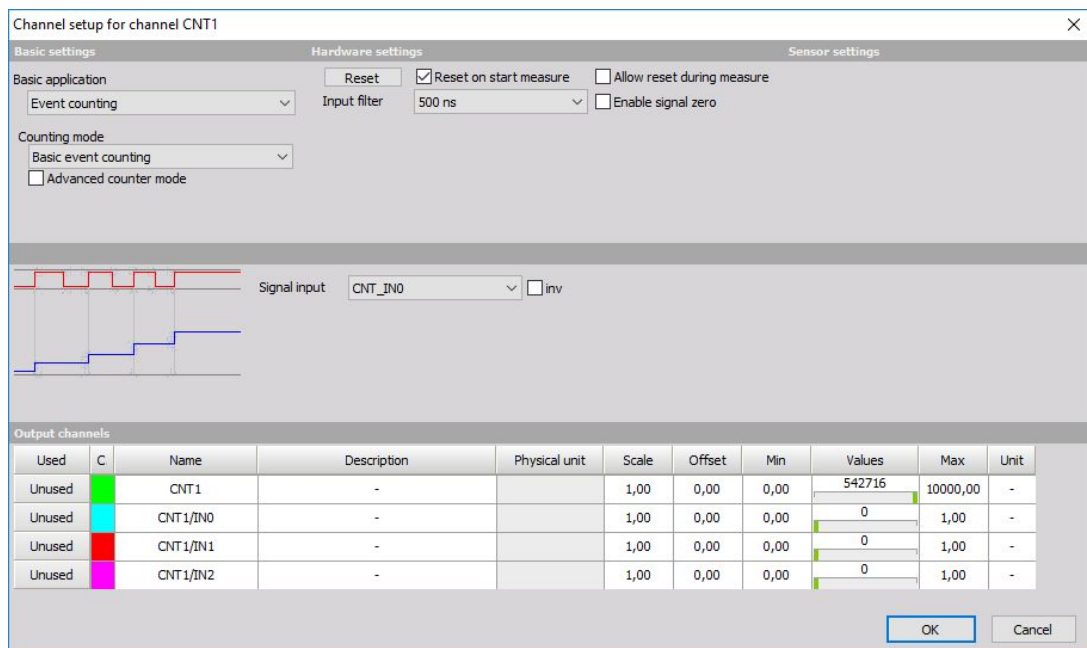 Channel setup for channel CNT1
Basic settings Hardware settings Sensor settings
Basic application Reset Reset on start measure Allow reset during measure
Event counting Input filter 500 ns Enable signal zero
Counting mode
Basic event counting
Advanced counter mode
Signal input CNT_IN0 inv
Output channels
Used C Name Description Physical unit Scale Offset Min Values Max Unit
Unused CNT1 - 1,00 0,00 0,00 542716 10000,00 -
Unused CNT1/IN0 - 1,00 0,00 0,00 0 1,00 -
Unused CNT1/IN1 - 1,00 0,00 0,00 0 1,00 -
Unused CNT1/IN2 - 1,00 0,00 0,00 0 1,00 -
OK Cancel